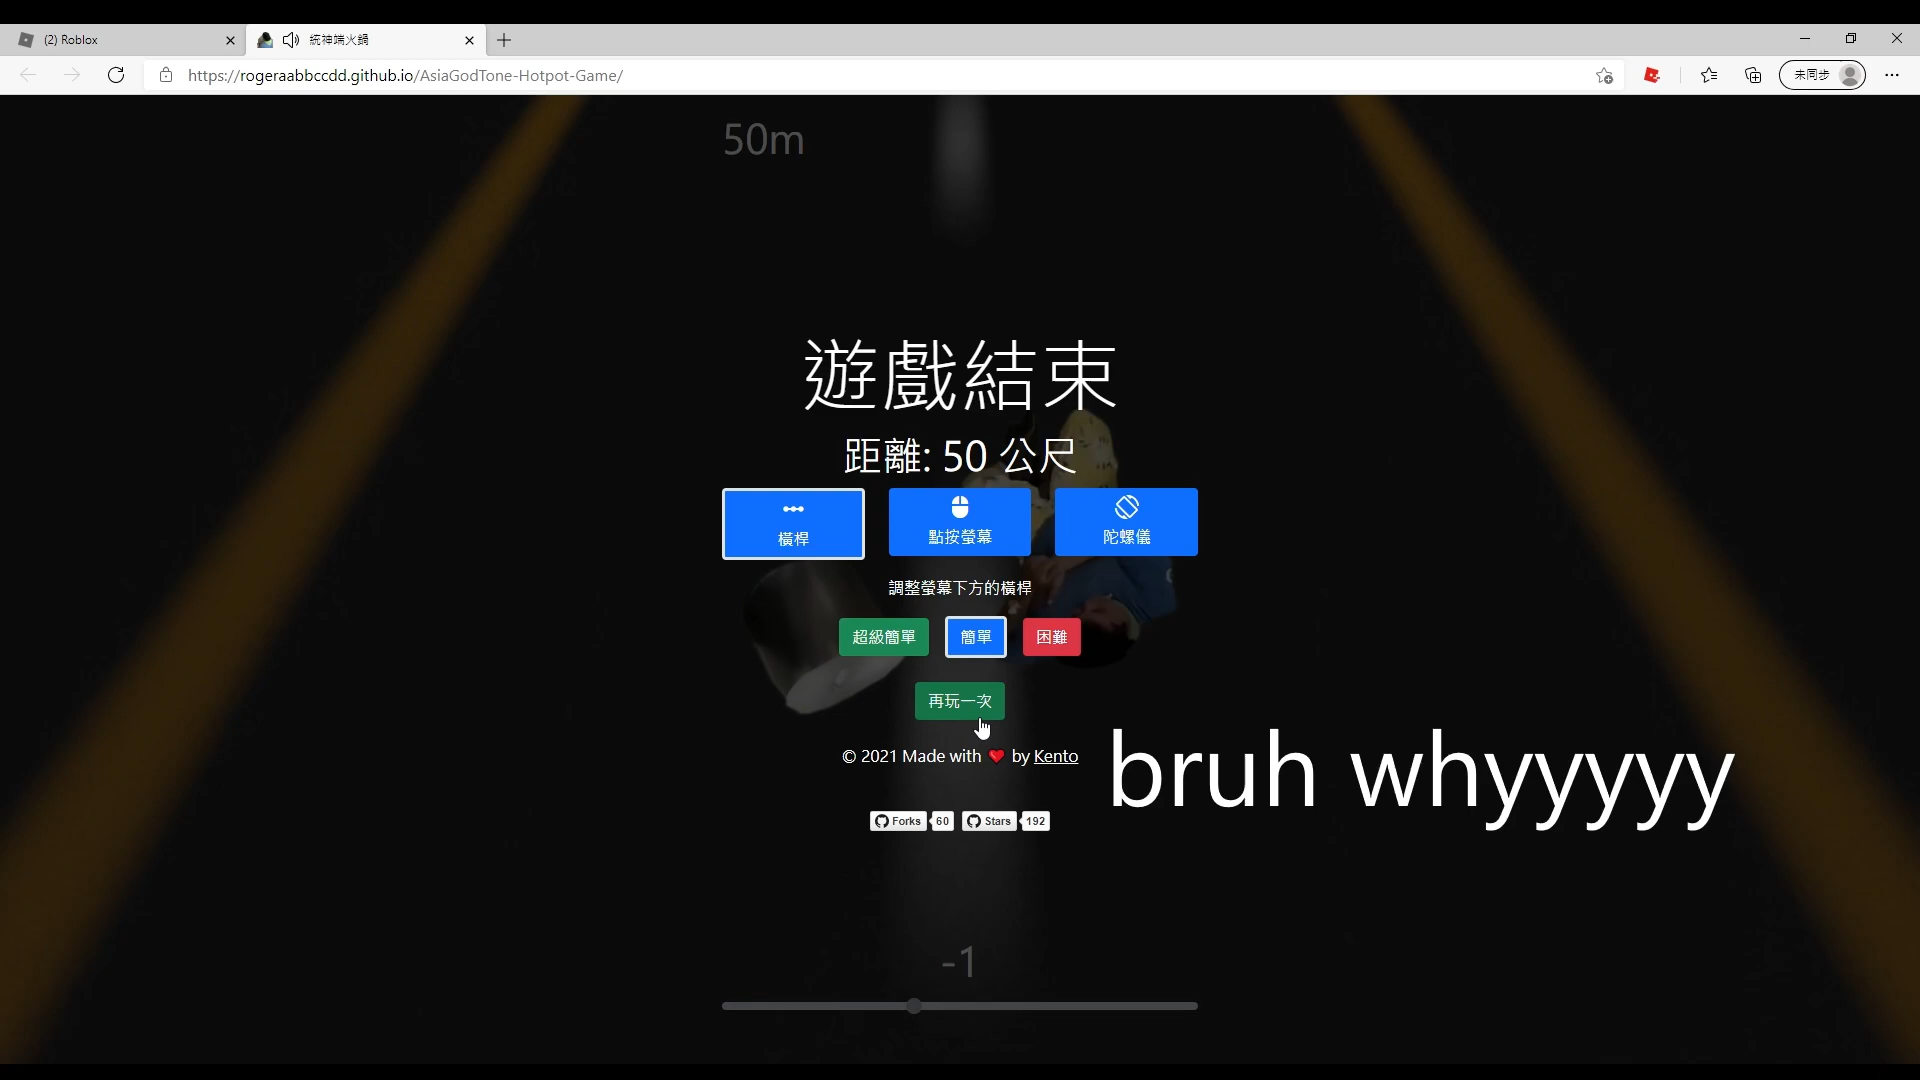 (2) Roblox
統神端火鍋
https://rogeraabbccdd.github.io/AsiaGodTone-Hotpot-Game/
未同步
50m
遊戲結束
距離: 50 公尺
橫桿
點按螢幕
陀螺儀
調整螢幕下方的橫桿
超級簡單
簡單
困難
再玩一次
© 2021 Made with ❤ by Kento
bruh whyyyyy
Forks 60
Stars 192
-1